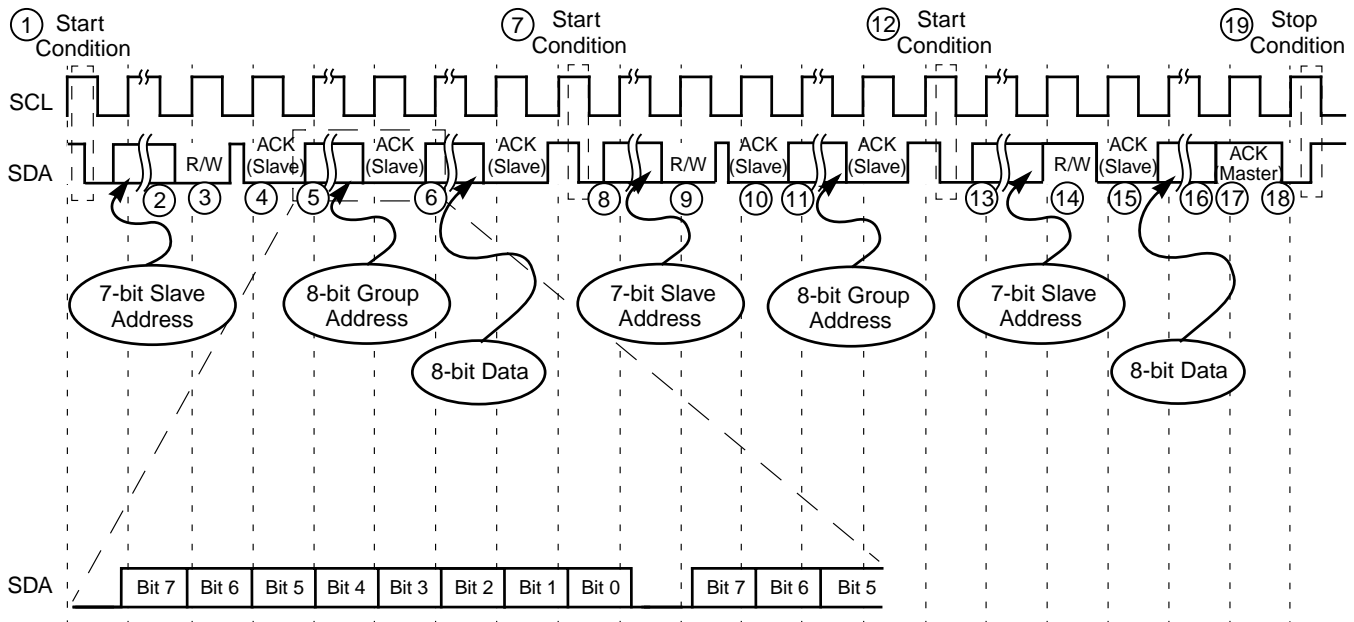 1 Start Condition
7 Start Condition
12 Start Condition
19 Stop Condition
SCL
SDA
R/W
ACK (Slave)
ACK (Slave)
ACK (Slave)
R/W
ACK (Slave)
ACK (Slave)
R/W
ACK (Slave)
ACK (Master)
2 3 4 5 6 8 9 10 11 13 14 15 16 17 18
7-bit Slave Address
8-bit Group Address
8-bit Data
7-bit Slave Address
8-bit Group Address
7-bit Slave Address
8-bit Data
SDA
Bit 7 Bit 6 Bit 5 Bit 4 Bit 3 Bit 2 Bit 1 Bit 0 Bit 7 Bit 6 Bit 5